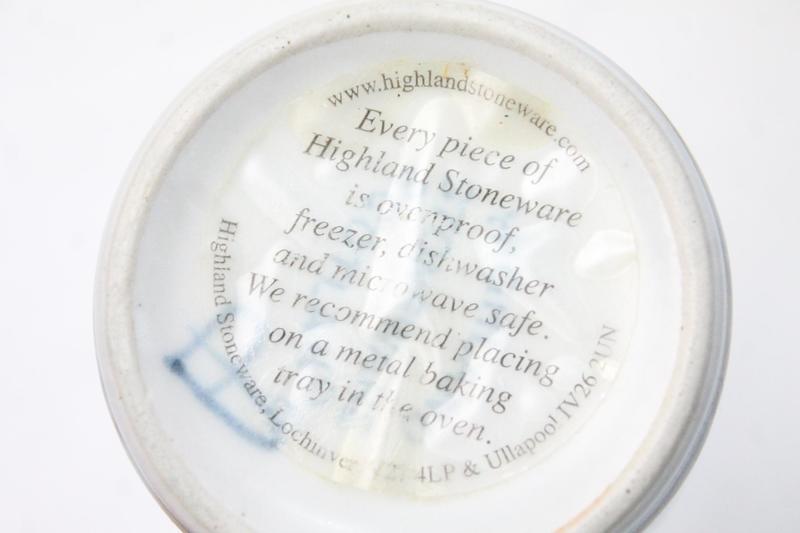 www.highlandstoneware.com
Every piece of
Highland Stoneware
is ovenproof,
freezer, dishwasher
and microwave safe.
We recommend placing
on a metal baking
tray in the oven.
Highland Stoneware, Lochinver 4LP & Ullapool IV26 2UN